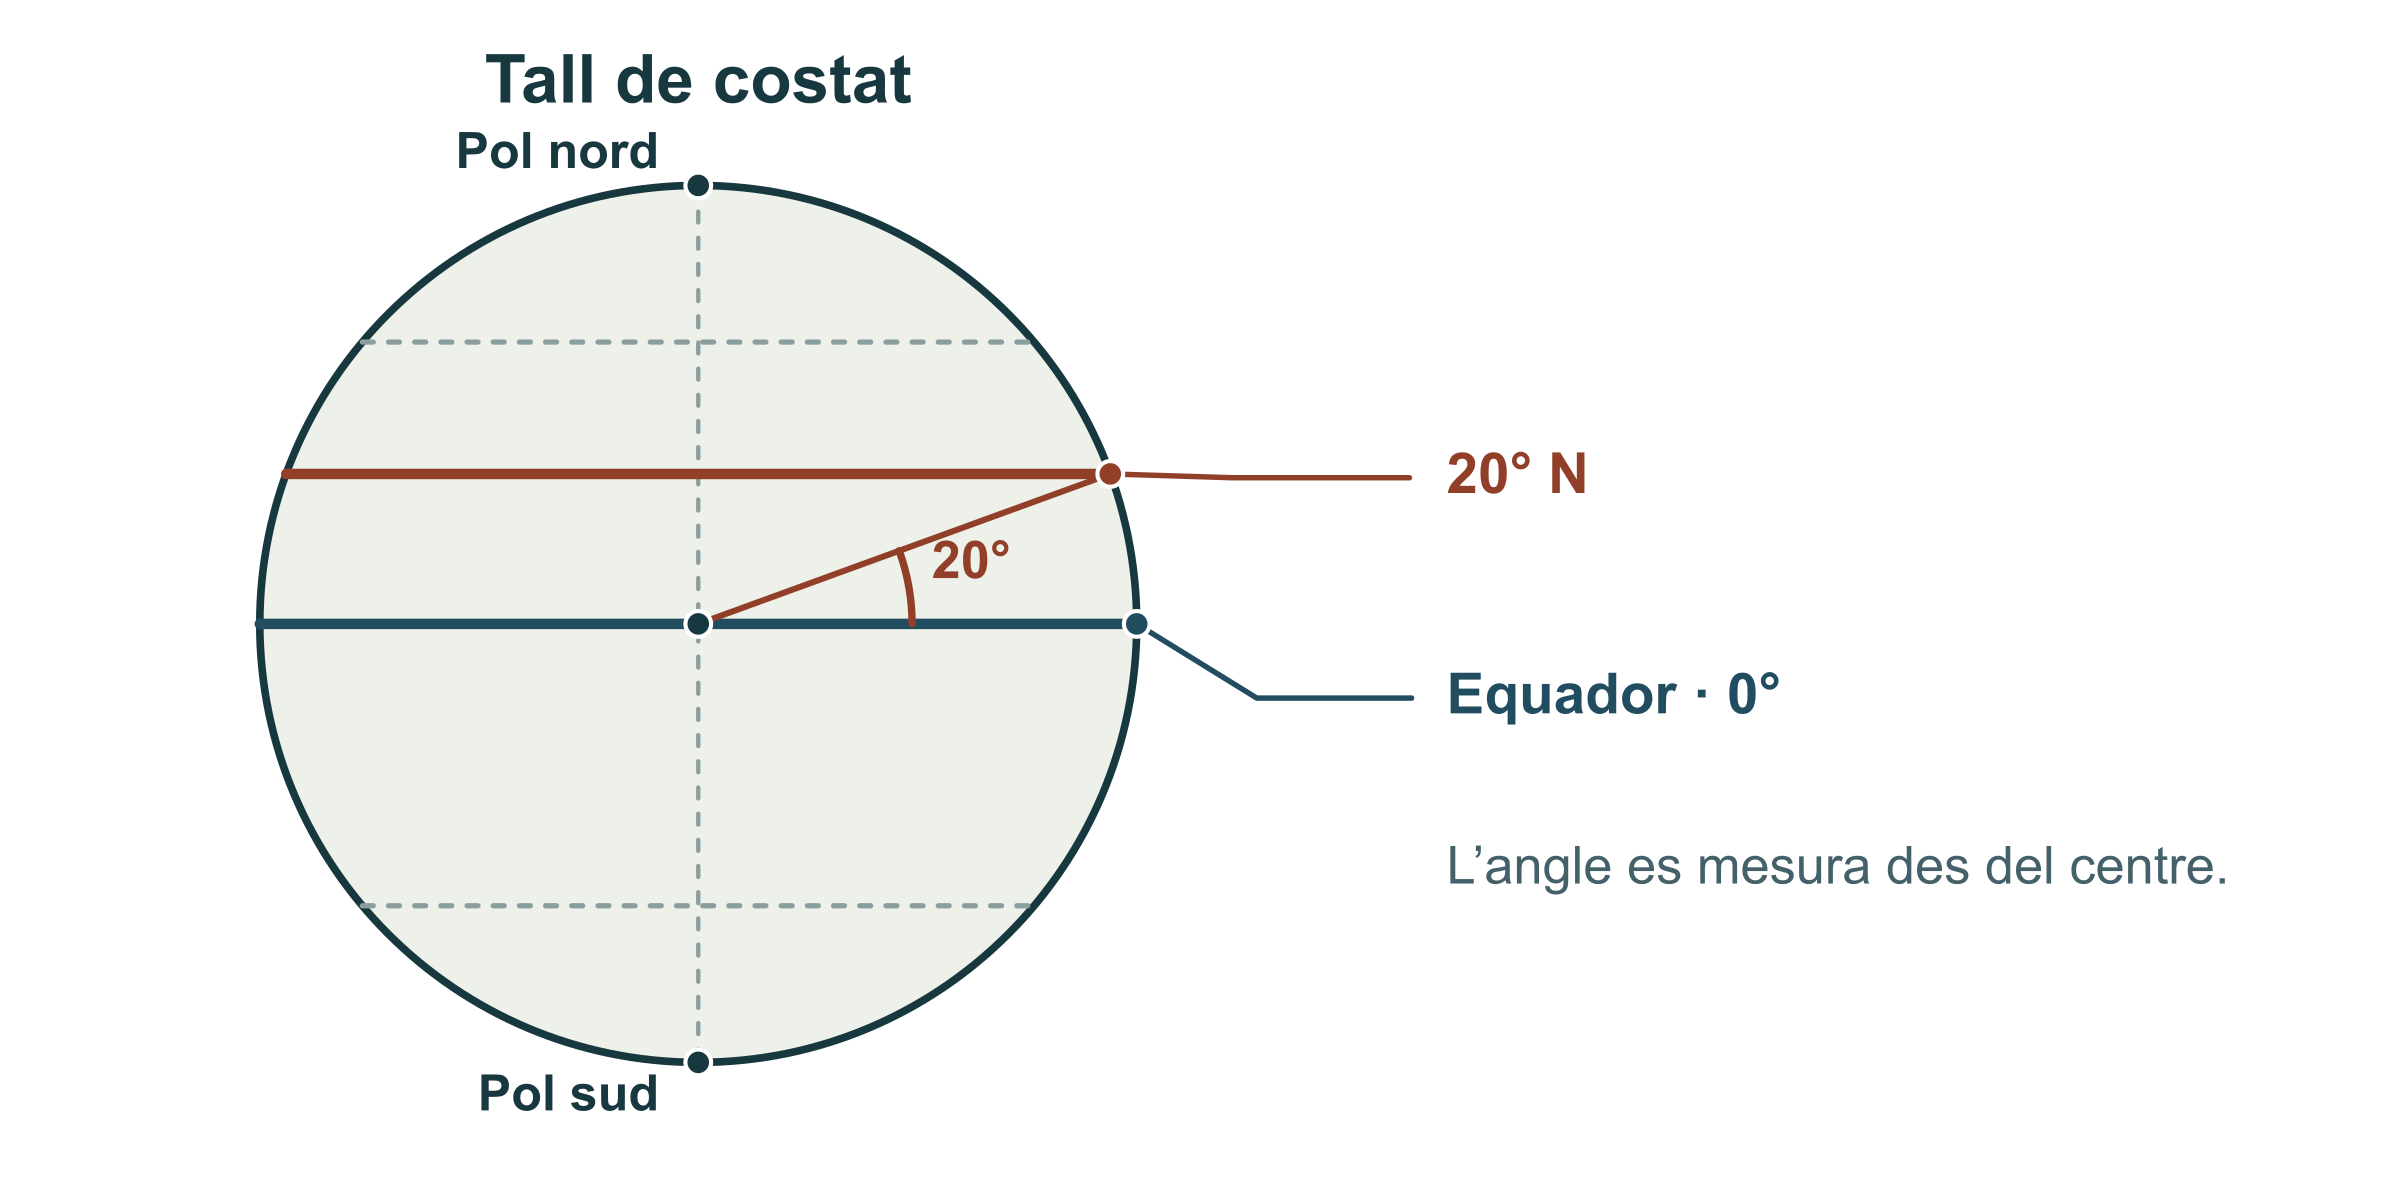 Tall de costat
Pol nord
20° N
20°
Equador · 0°
L’angle es mesura des del centre.
Pol sud